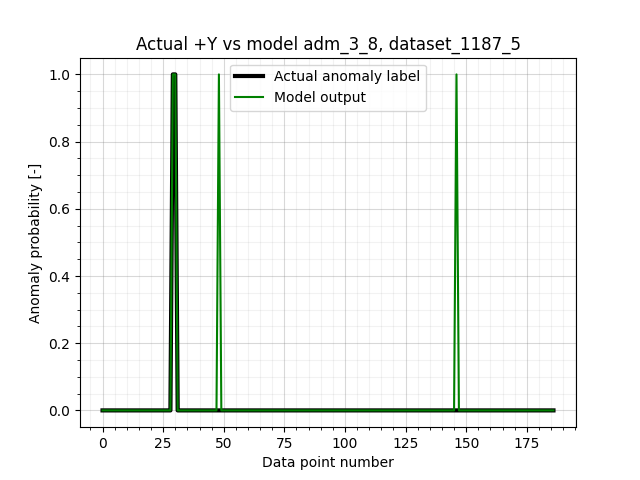 Actual +Y vs model adm_3_8, dataset_1187_5
Actual anomaly label
Model output
Anomaly probability [-]
1.0
0.8
0.6
0.4
0.2
0.0
0 25 50 75 100 125 150 175
Data point number